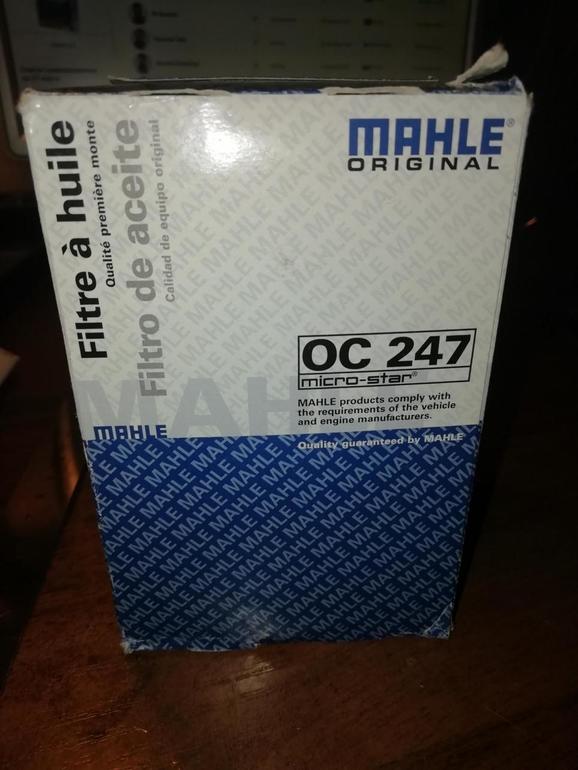 MAHLE®
ORIGINAL
Filtre à huile
Qualité première monte
Filtro de aceite
Calidad de equipo original
OC 247
micro-star®
MAHLE products comply with
the requirements of the vehicle
and engine manufacturers.
MAH
MAHLE
Quality guaranteed by MAHLE